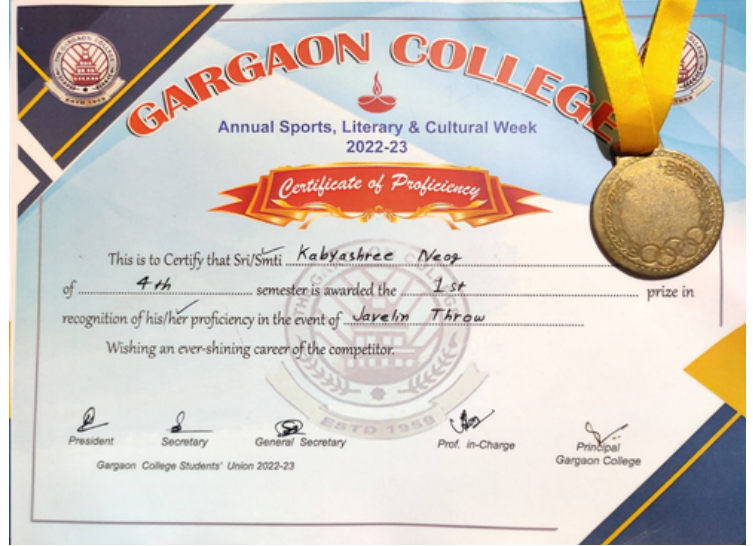 GARGAON COLLEGE
Annual Sports, Literary & Cultural Week
2022-23
Certificate of Proficiency
This is to Certify that Sri/Smti Kabyashree Neog
of 4th semester is awarded the 1st prize in
recognition of his/her proficiency in the event of Javelin Throw
Wishing an ever-shining career of the competitor.
THE GARGAON COLLEGE
ESTD 1959
President Secretary General Secretary Prof. in-Charge Principal
Gargaon College Students' Union 2022-23 Gargaon College